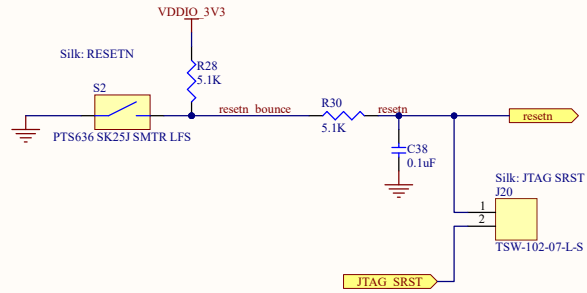 VDDIO_3V3
Silk: RESETN
R28
5.1K
S2
resetn_bounce
R30
resetn
resetn
5.1K
PTS636 SK25J SMTR LFS
C38
0.1uF
Silk: JTAG SRST
J20
1
2
TSW-102-07-L-S
JTAG_SRST